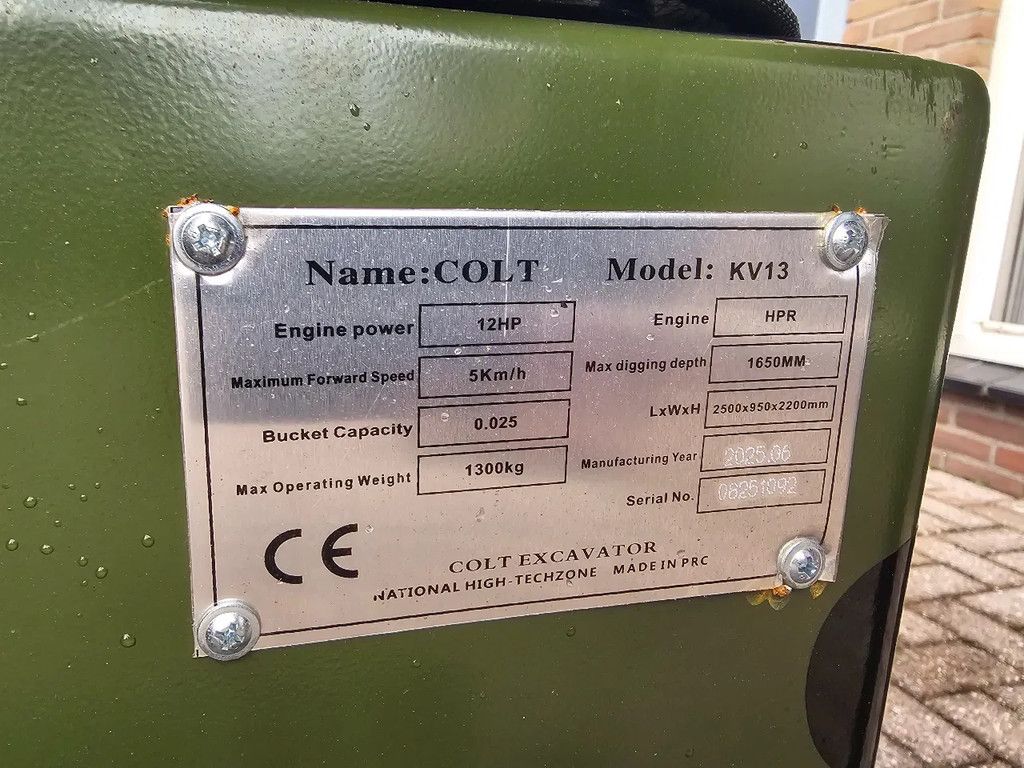 Name:COLT Model: KV13
Engine power 12HP Engine HPR
Maximum Forward Speed 5Km/h Max digging depth 1650MM
Bucket Capacity 0.025 LxWxH 2500x950x2200mm
Max Operating Weight 1300kg Manufacturing Year 2025.06
Serial No. 06251092
CE
COLT EXCAVATOR
NATIONAL HIGH-TECHZONE MADE IN PRC